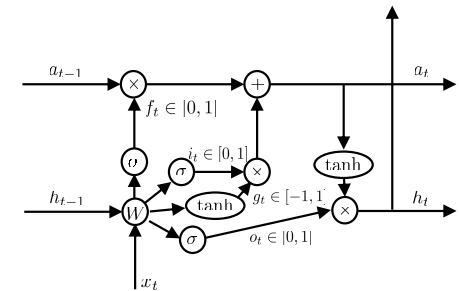 a_{t−1} × + a_t
f_t ∈ |0, 1|
σ σ i_t ∈ [0, 1] × tanh
h_{t−1} W tanh g_t ∈ [−1, 1] × h_t
σ o_t ∈ |0, 1|
x_t